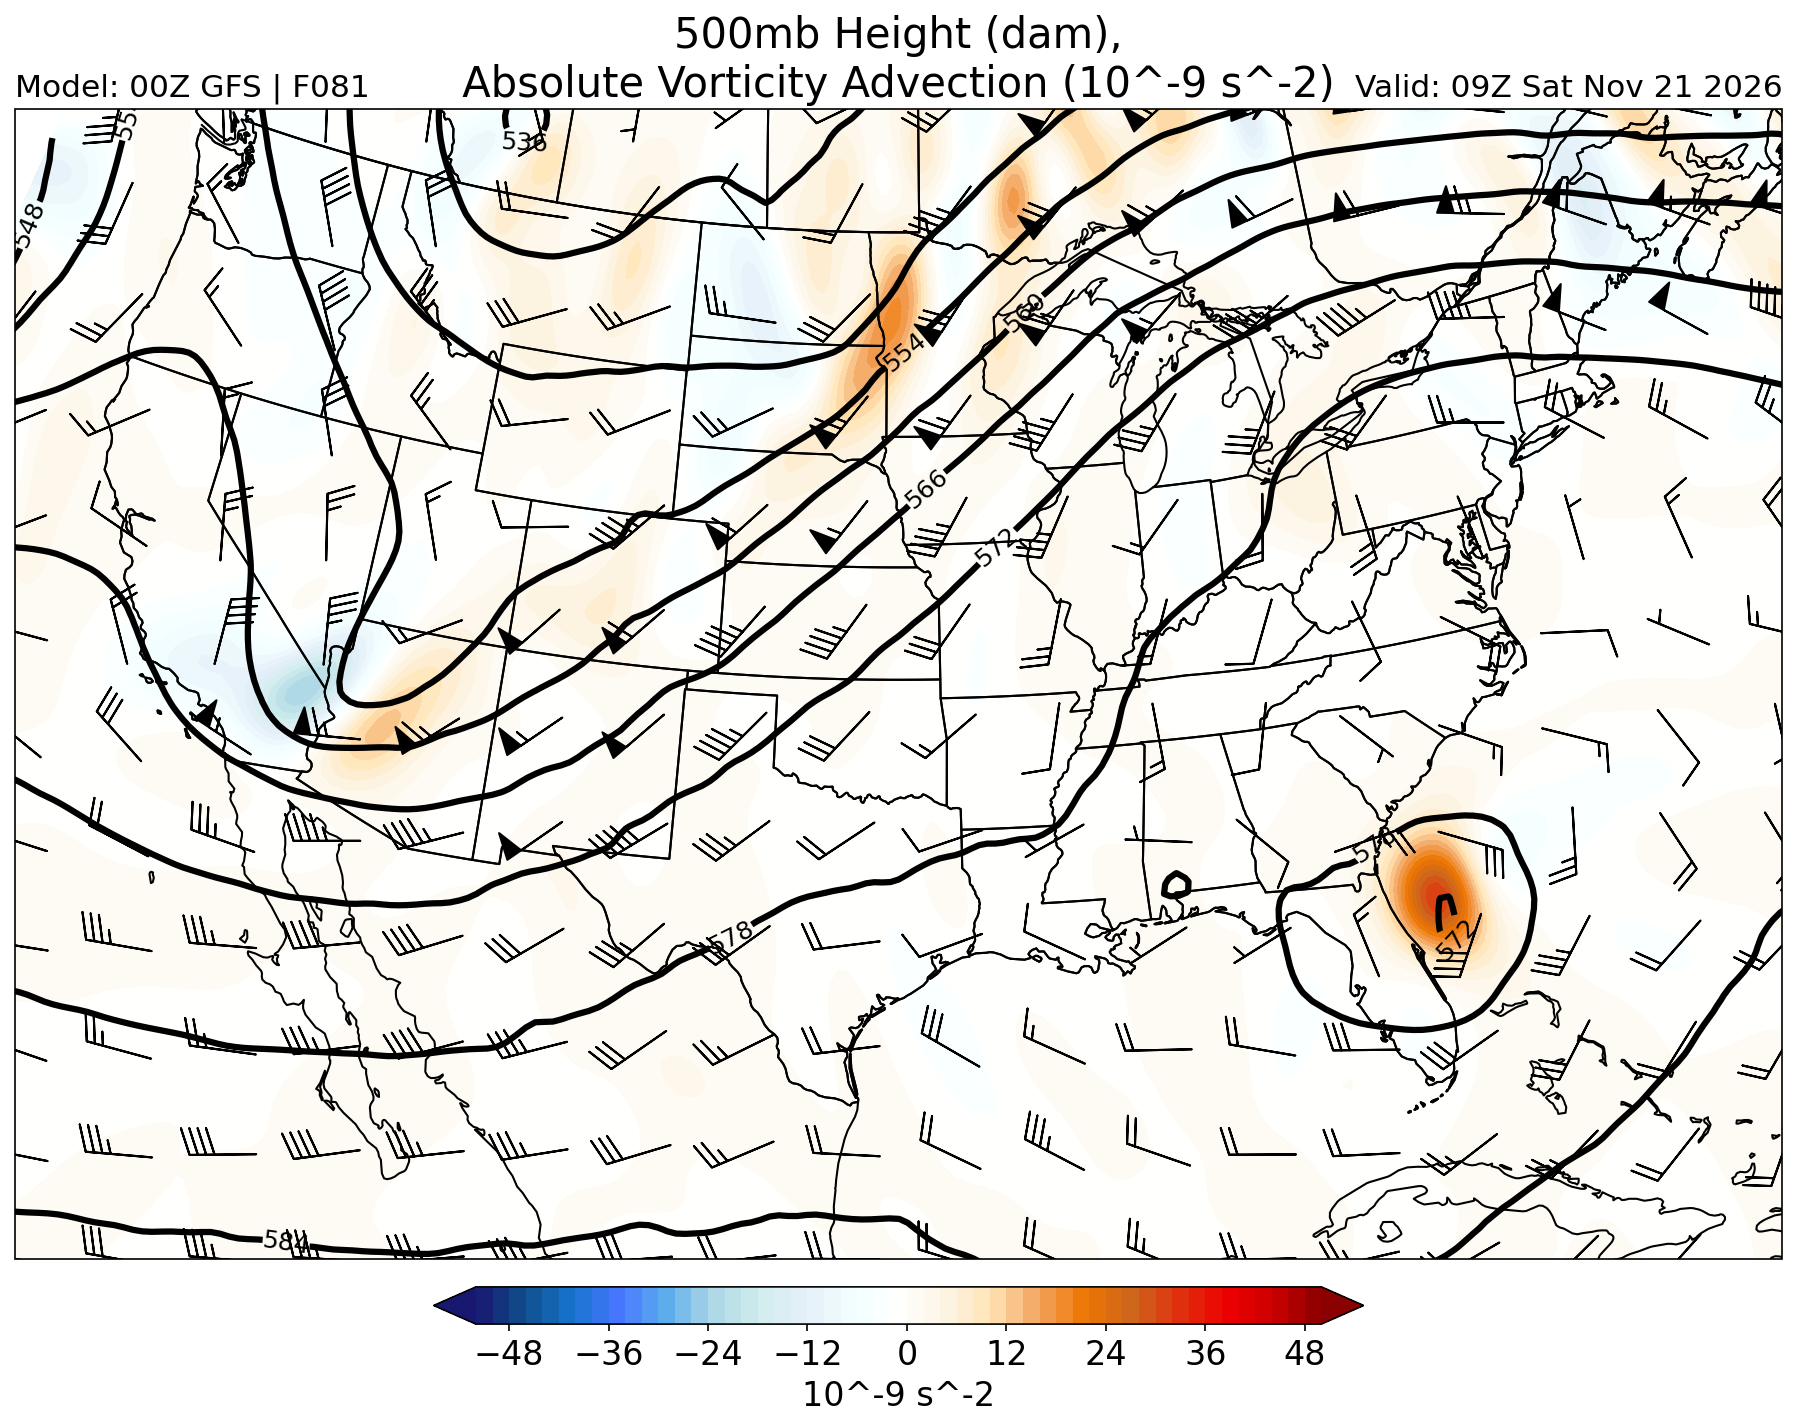 500mb Height (dam),
Absolute Vorticity Advection (10^-9 s^-2)
Model: 00Z GFS | F081
Valid: 09Z Sat Nov 21 2026
536
548
560
554
566
572
578
572
584
−48 −36 −24 −12 0 12 24 36 48
10^-9 s^-2